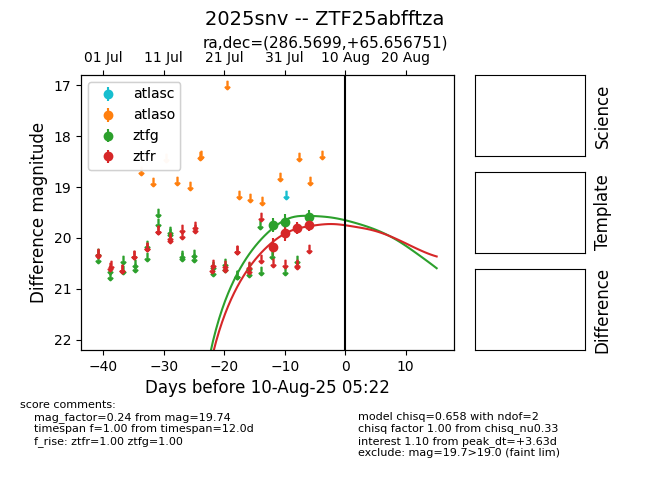 2025snv -- ZTF25abfftza
ra,dec=(286.5699,+65.656751)
01 Jul 11 Jul 21 Jul 31 Jul 10 Aug 20 Aug
atlasc
atlaso
ztfg
ztfr
17
18
19
20
21
22
Difference magnitude
−40 −30 −20 −10 0 10
Days before 10-Aug-25 05:22
Science
Template
Difference
score comments:
mag_factor=0.24 from mag=19.74
timespan f=1.00 from timespan=12.0d
f_rise: ztfr=1.00 ztfg=1.00
model chisq=0.658 with ndof=2
chisq factor 1.00 from chisq_nu0.33
interest 1.10 from peak_dt=+3.63d
exclude: mag=19.7>19.0 (faint lim)